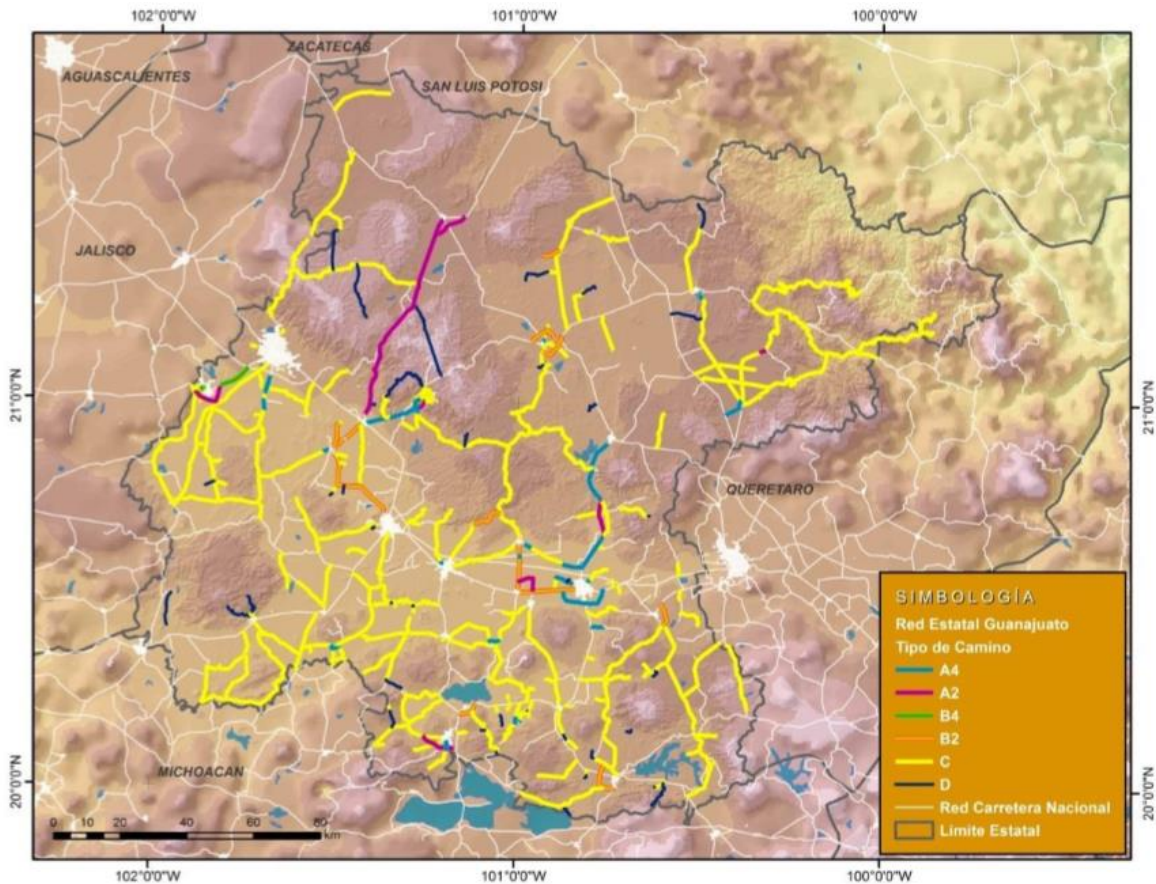 102°0'0"W 101°0'0"W 100°0'0"W
ZACATECAS
AGUASCALIENTES
SAN LUIS POTOSI
JALISCO
21°0'0"N 21°0'0"N
QUERETARO
SIMBOLOGÍA
Red Estatal Guanajuato
Tipo de Camino
A4
A2
B4
B2
C
D
Red Carretera Nacional
Limite Estatal
MICHOACAN
20°0'0"N 20°0'0"N
0 5 10 20 40 60 80
km
102°0'0"W 101°0'0"W 100°0'0"W